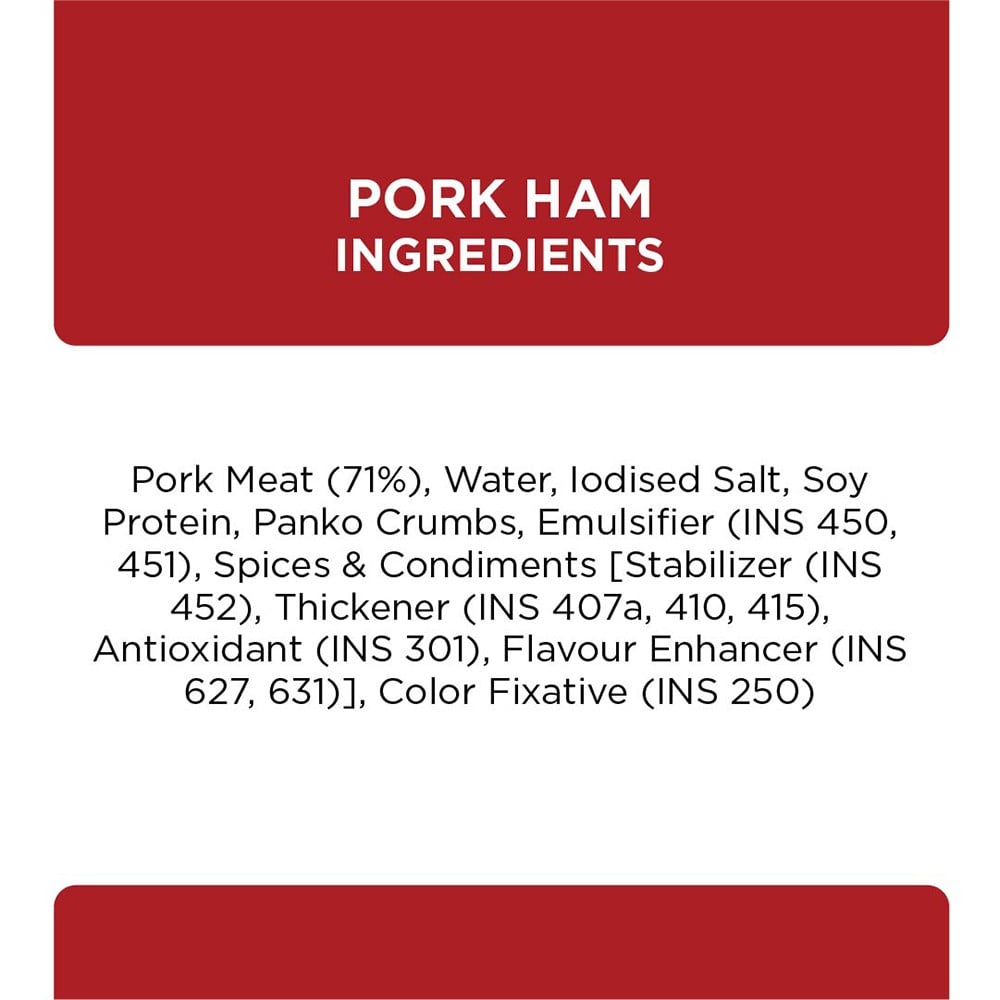 PORK HAM
INGREDIENTS
Pork Meat (71%), Water, Iodised Salt, Soy
Protein, Panko Crumbs, Emulsifier (INS 450,
451), Spices & Condiments [Stabilizer (INS
452), Thickener (INS 407a, 410, 415),
Antioxidant (INS 301), Flavour Enhancer (INS
627, 631)], Color Fixative (INS 250)